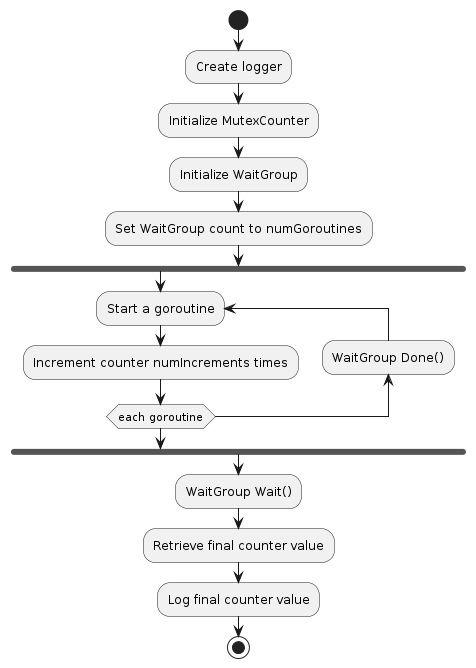 Create logger
Initialize MutexCounter
Initialize WaitGroup
Set WaitGroup count to numGoroutines
Start a goroutine
Increment counter numIncrements times
WaitGroup Done()
each goroutine
WaitGroup Wait()
Retrieve final counter value
Log final counter value